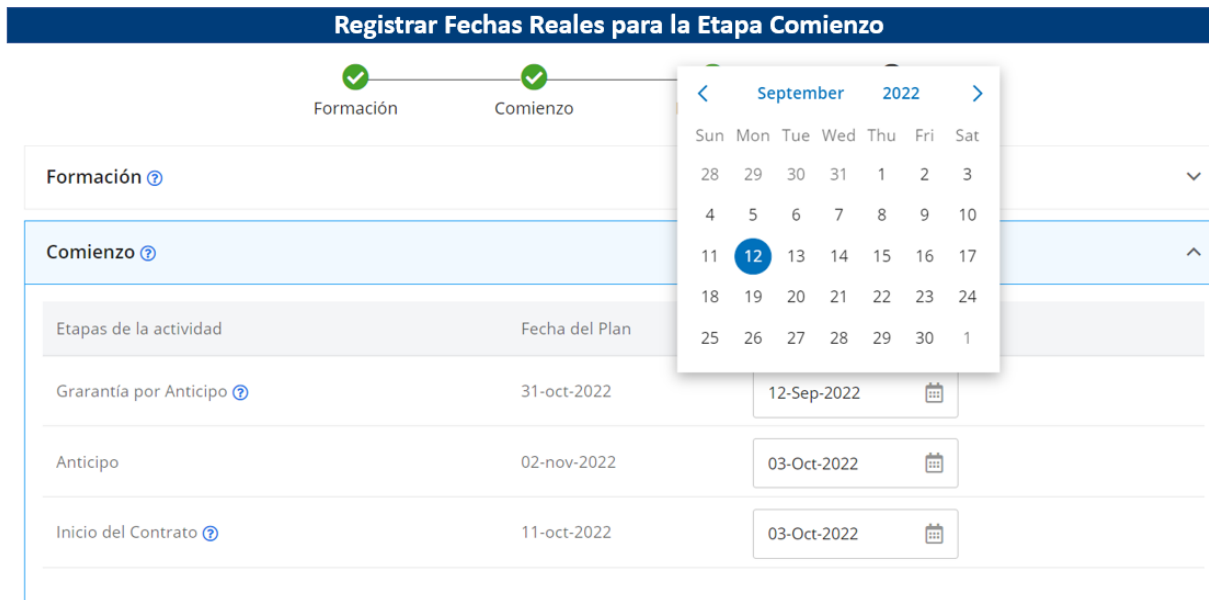 Registrar Fechas Reales para la Etapa Comienzo
Formación
Comienzo
September 2022
Sun Mon Tue Wed Thu Fri Sat
28 29 30 31 1 2 3
4 5 6 7 8 9 10
11 12 13 14 15 16 17
18 19 20 21 22 23 24
25 26 27 28 29 30 1
Formación ?
Comienzo ?
Etapas de la actividad Fecha del Plan
Grarantía por Anticipo ? 31-oct-2022 12-Sep-2022
Anticipo 02-nov-2022 03-Oct-2022
Inicio del Contrato ? 11-oct-2022 03-Oct-2022